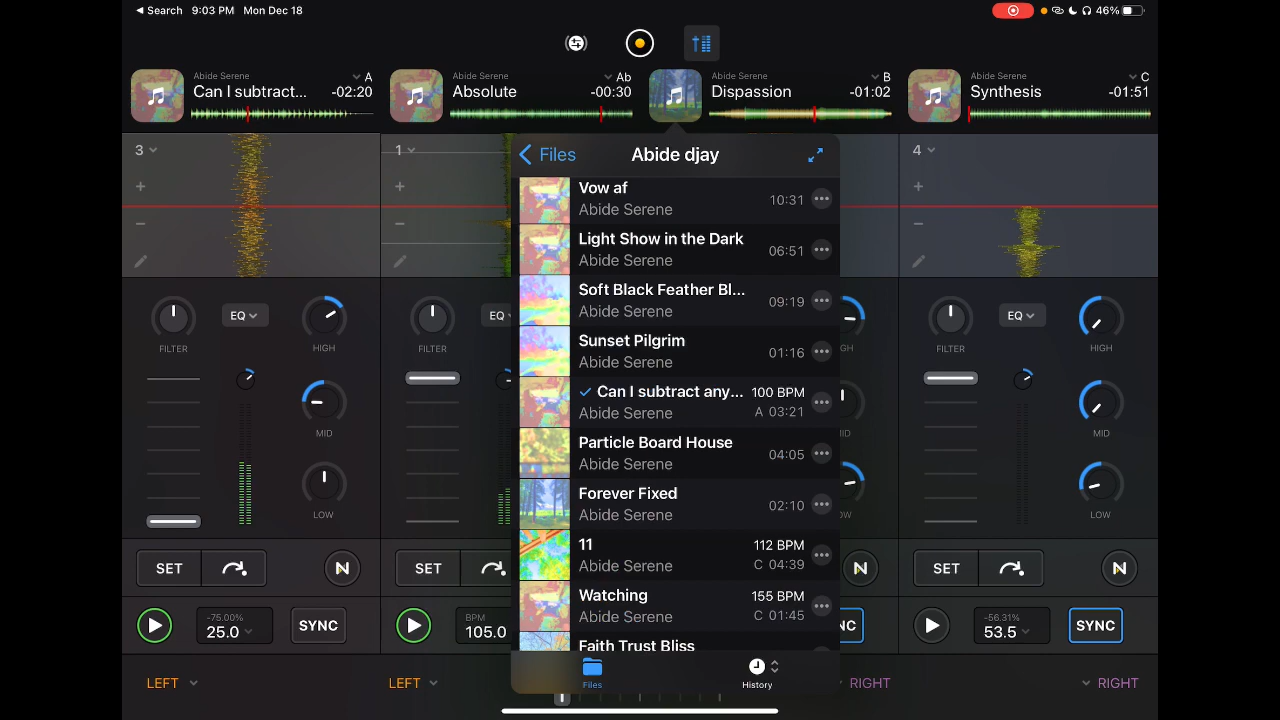 Search 9:03 PM Mon Dec 18 46%
Abide Serene A
Can I subtract... -02:20
Abide Serene Ab
Absolute -00:30
Abide Serene B
Dispassion -01:02
Abide Serene C
Synthesis -01:51
3
1
4
Files Abide djay
Vow af 10:31
Abide Serene
Light Show in the Dark 06:51
Abide Serene
Soft Black Feather Bl... 09:19
Abide Serene
Sunset Pilgrim 01:16
Abide Serene
Can I subtract any... 100 BPM
Abide Serene A 03:21
Particle Board House 04:05
Abide Serene
Forever Fixed 02:10
Abide Serene
11 112 BPM
Abide Serene C 04:39
Watching 155 BPM
Abide Serene C 01:45
Faith Trust Bliss
Files History
FILTER EQ HIGH
MID
LOW
SET N
-75.00%
25.0 SYNC
LEFT
FILTER EQ
SET
BPM
105.0
LEFT
GH
ID
N
NC
RIGHT
FILTER EQ HIGH
MID
LOW
SET N
-56.31%
53.5 SYNC
RIGHT